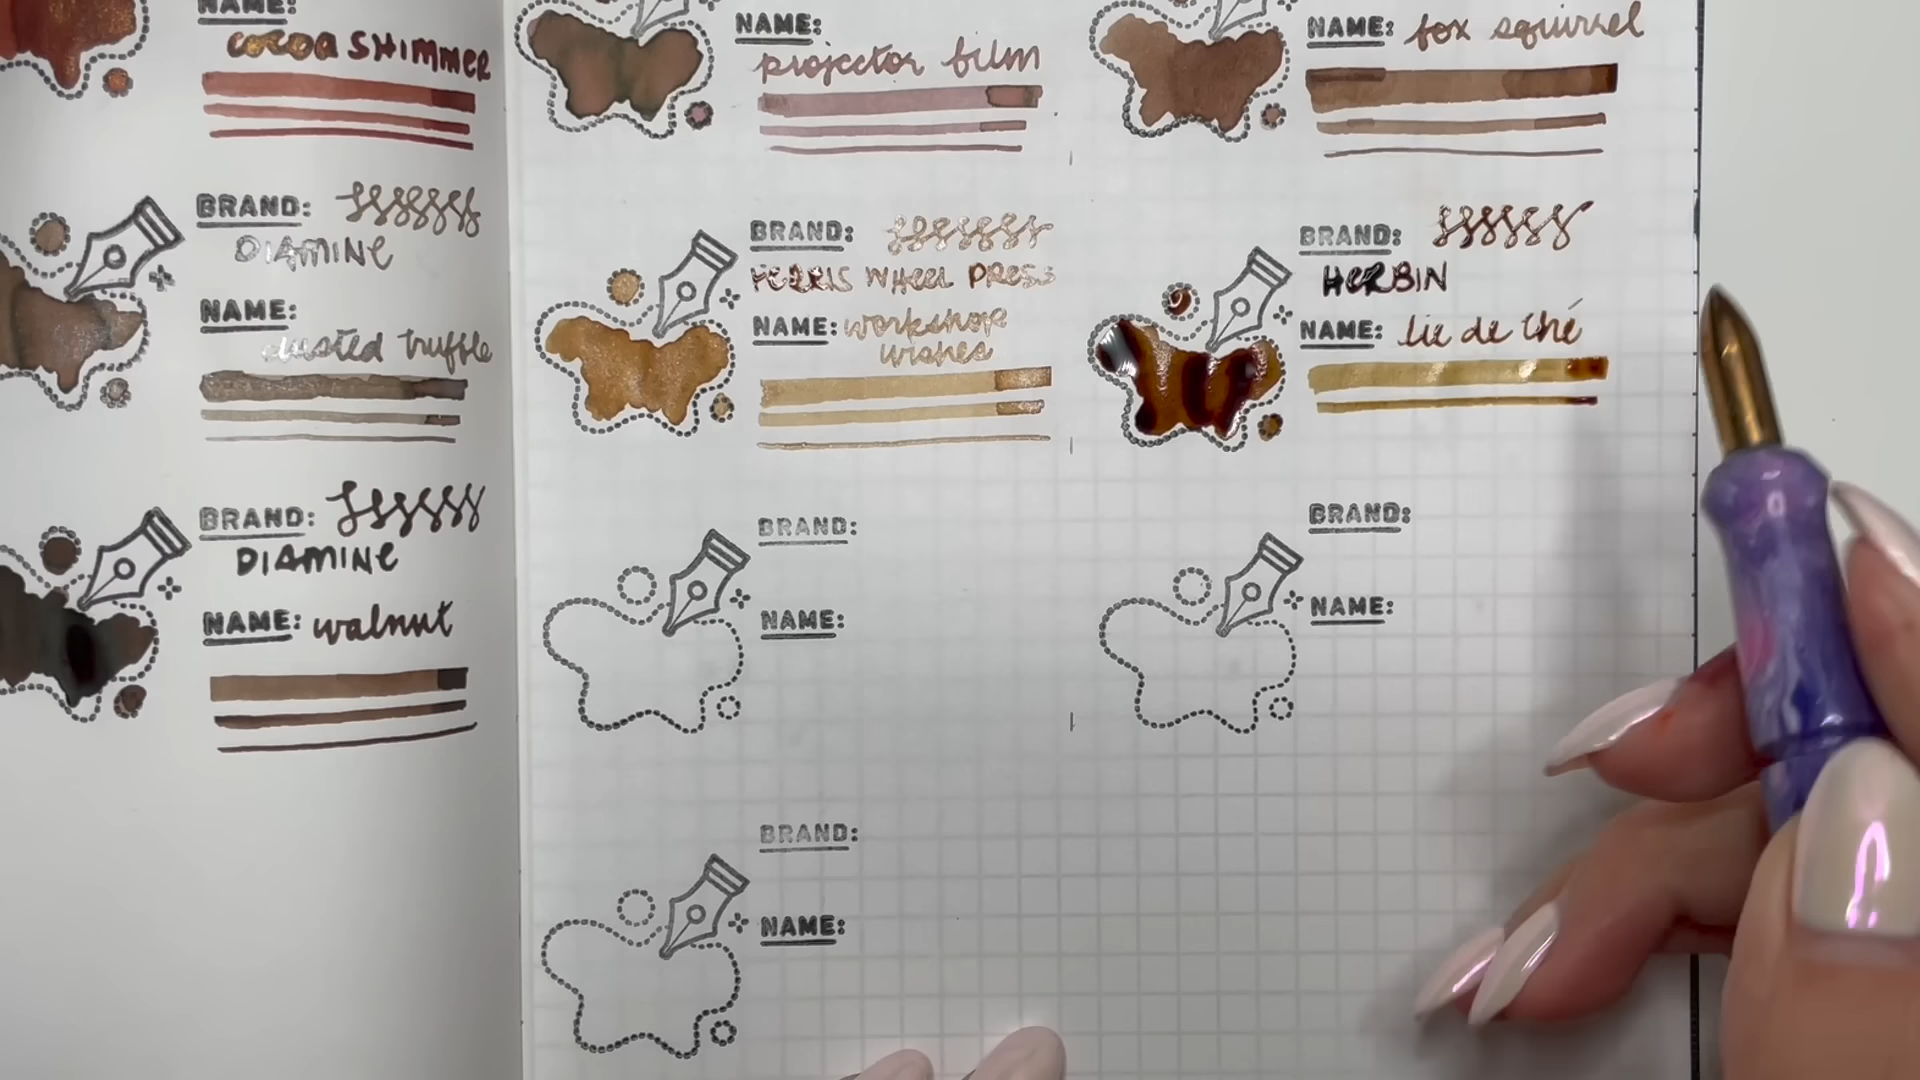 NAME:
COCOA SHIMMER
BRAND:
DIAMINE
NAME:
dusted truffle
BRAND:
DIAMINE
NAME: walnut
NAME:
projector film
BRAND:
FERRIS WHEEL PRESS
NAME: workshop
wishes
BRAND:
NAME:
BRAND:
NAME:
NAME: fox squirrel
BRAND:
HERBIN
NAME: lie de thé
BRAND:
NAME: